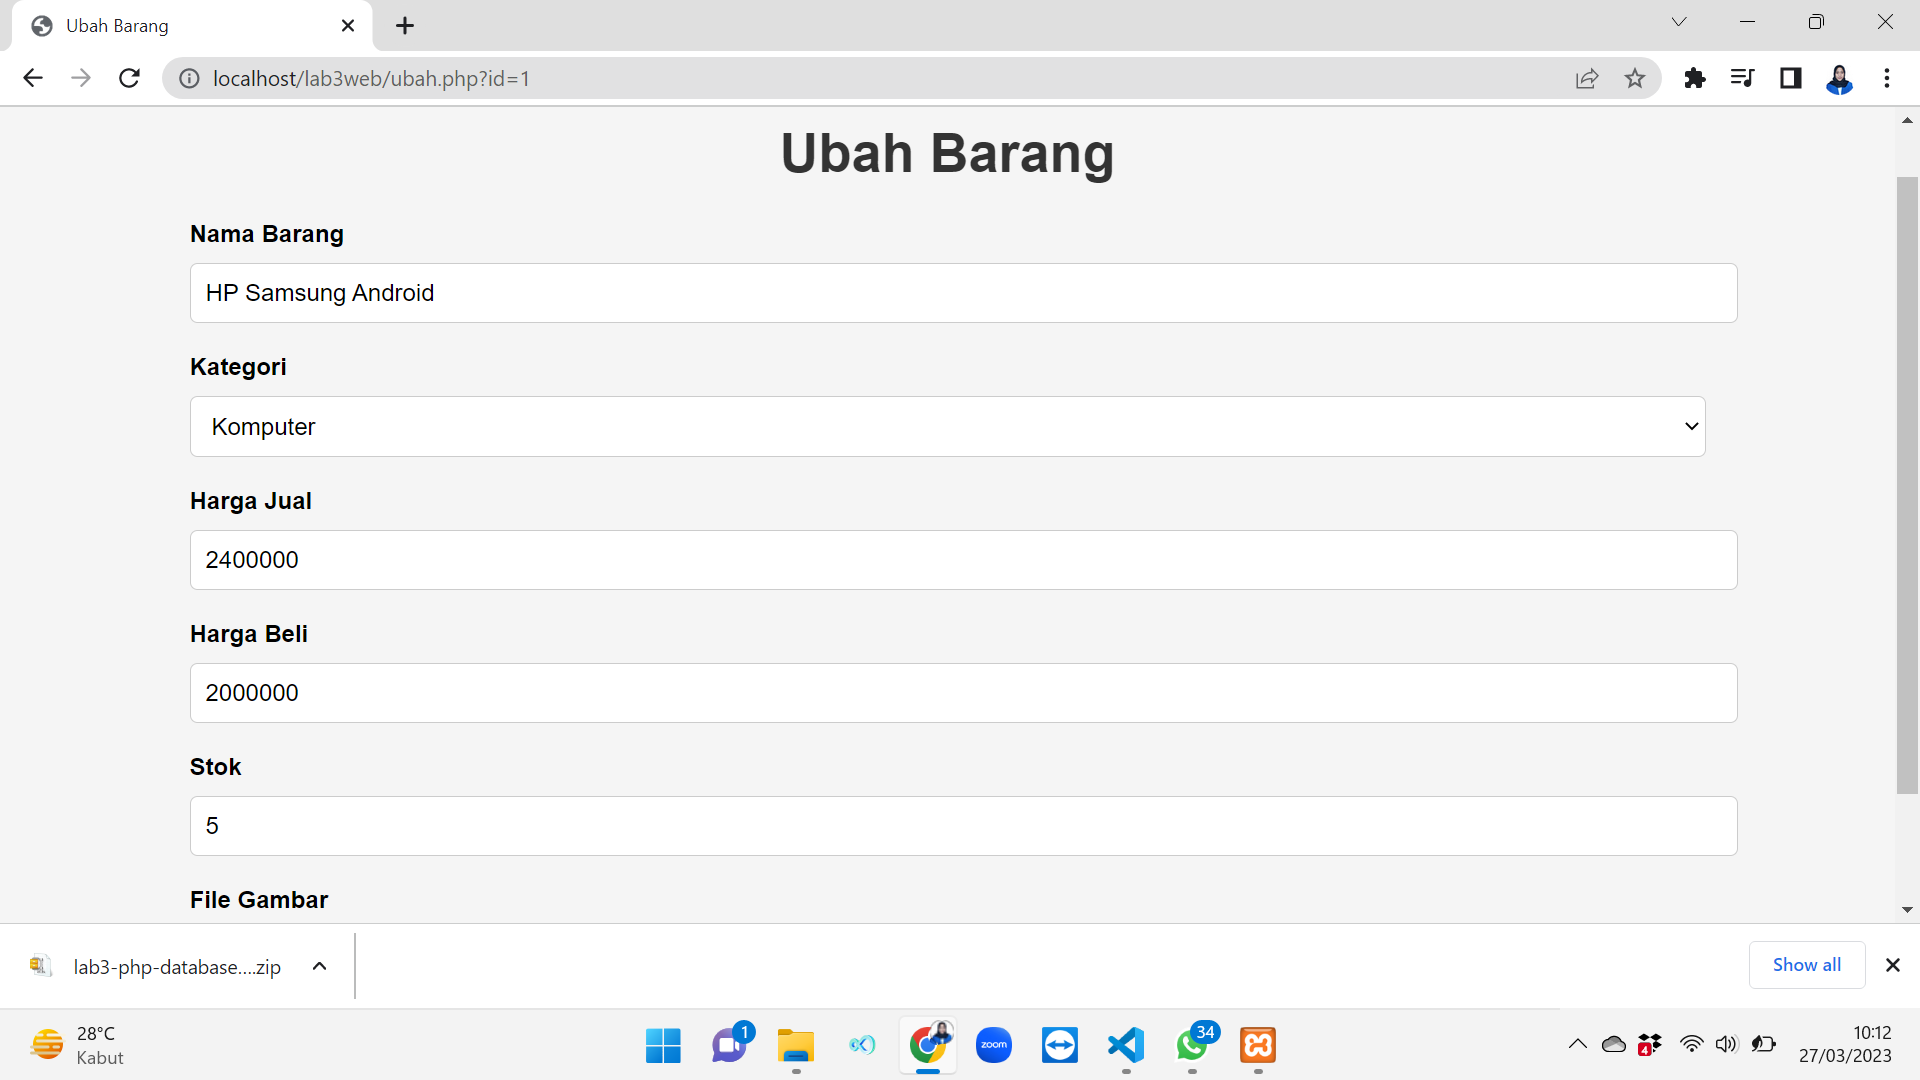 Ubah Barang
localhost/lab3web/ubah.php?id=1
Ubah Barang
Nama Barang
HP Samsung Android
Kategori
Komputer
Harga Jual
2400000
Harga Beli
2000000
Stok
5
File Gambar
lab3-php-database....zip
Show all
28°C
Kabut
1
zoom
34
4
10:12
27/03/2023